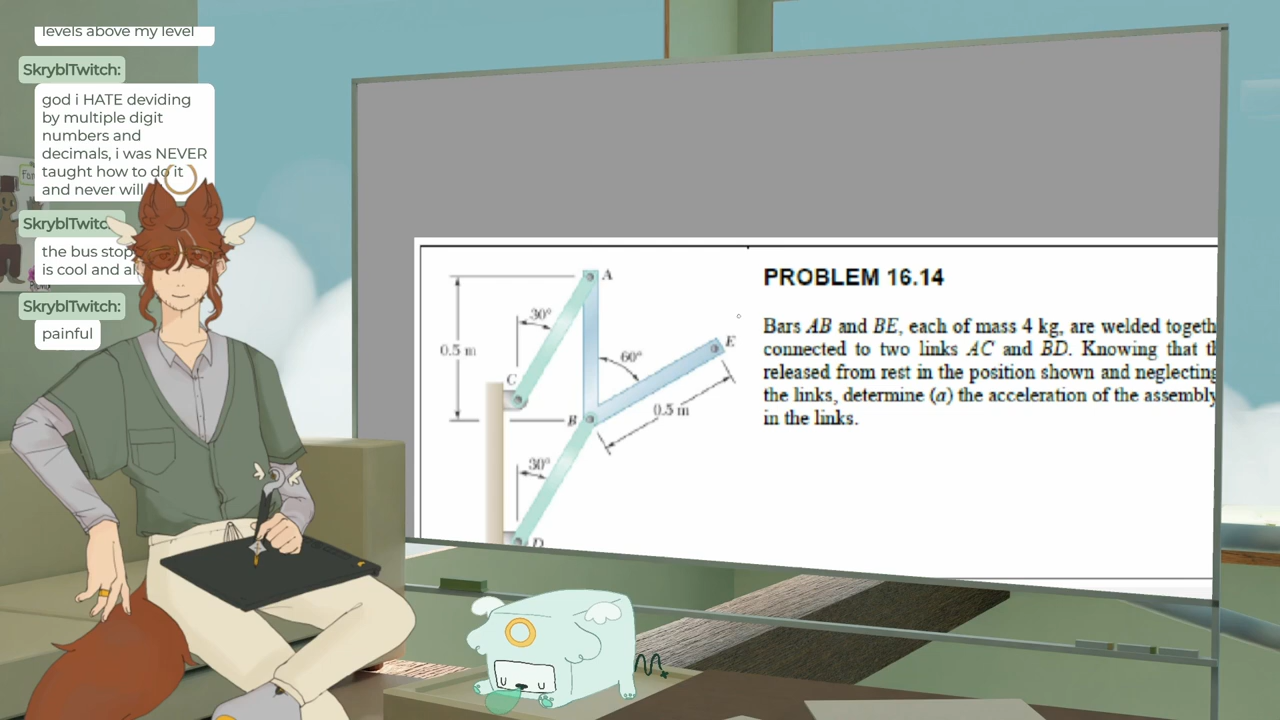 levels above my level
SkryblTwitch:
god i HATE deviding
by multiple digit
numbers and
decimals, i was NEVER
taught how to do it
and never will
the bus stop
is cool and
SkryblTwitch:
painful
A
30°
0.5 m
C
60°
E
B
0.5 m
30°
D
PROBLEM 16.14
Bars AB and BE, each of mass 4 kg, are welded
connected to two links AC and BD. Knowing that
released from rest in the position shown and neglecting
the links, determine (a) the acceleration of the assembly
in the links.